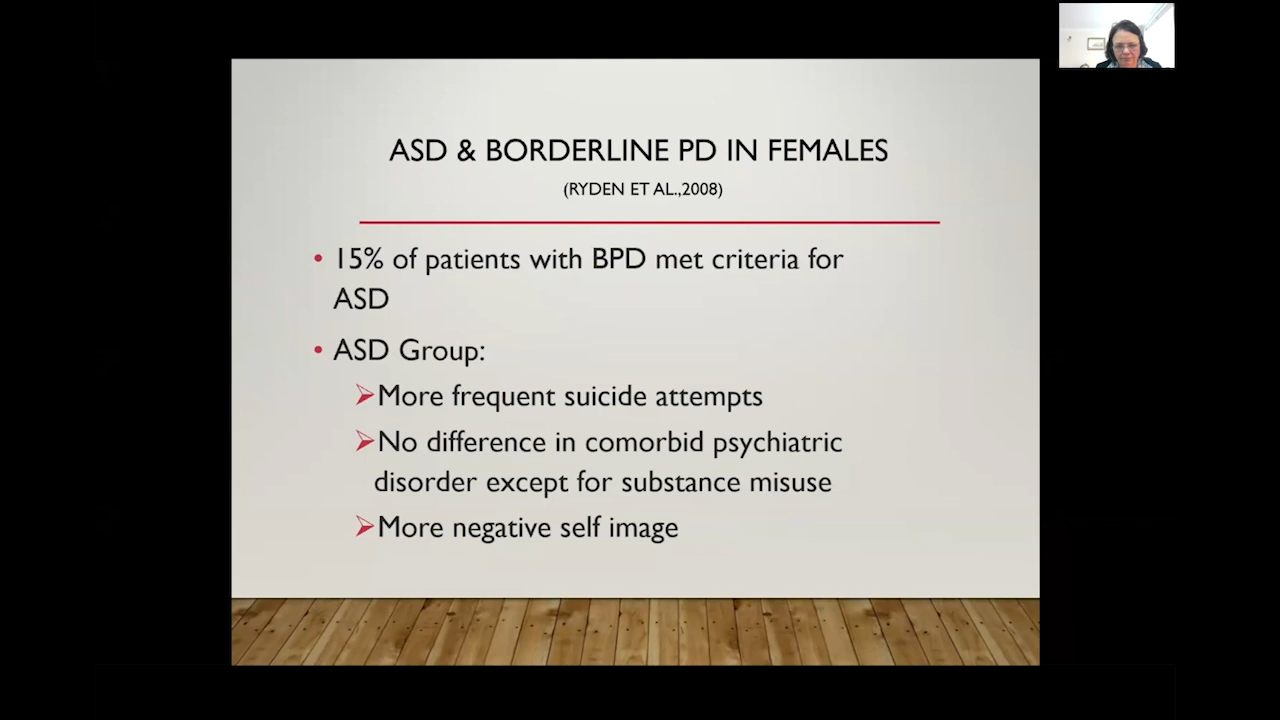 ASD & BORDERLINE PD IN FEMALES
(RYDEN ET AL.,2008)
• 15% of patients with BPD met criteria for
ASD
• ASD Group:
➢More frequent suicide attempts
➢No difference in comorbid psychiatric
disorder except for substance misuse
➢More negative self image